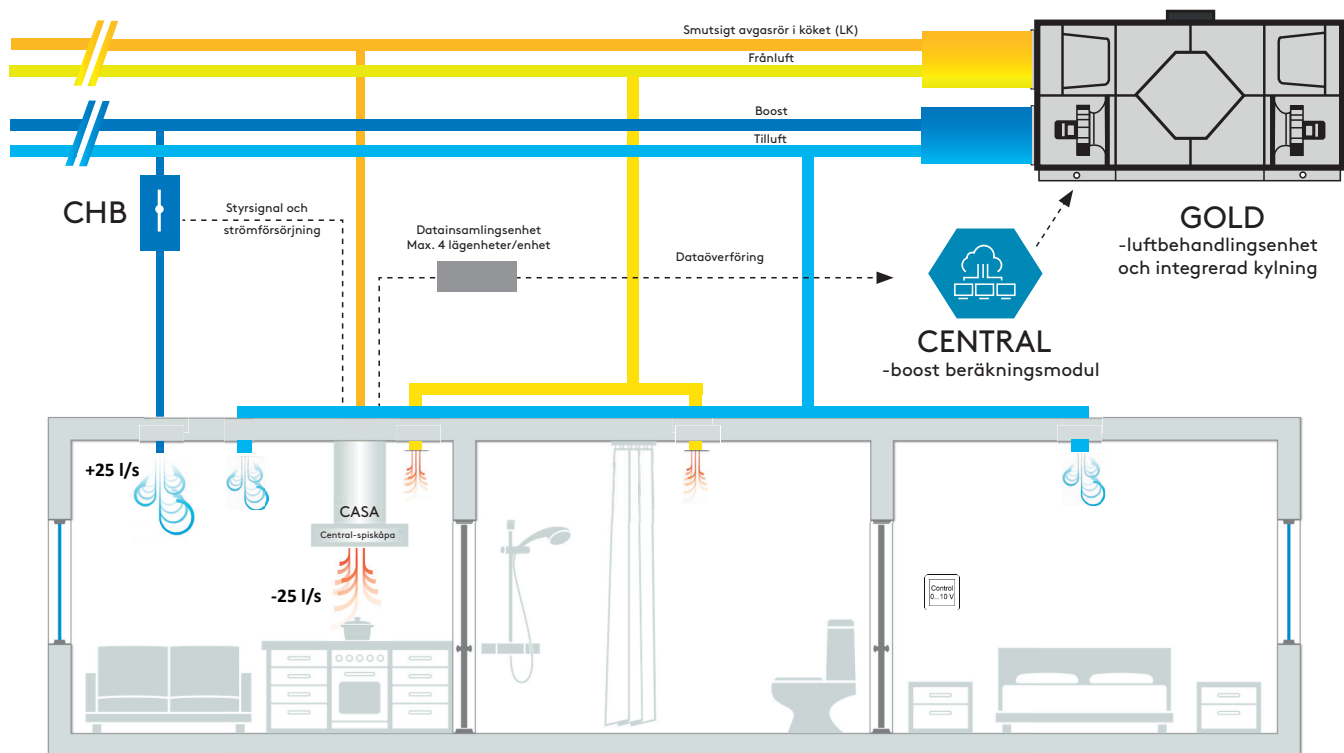 Smutsigt avgasrör i köket (LK)
Frånluft
Boost
Tilluft
CHB
Styrsignal och
strömförsörjning
Datainsamlingsenhet
Max. 4 lägenheter/enhet
Dataöverföring
GOLD
-luftbehandlingsenhet
och integrerad kylning
CENTRAL
-boost beräkningsmodul
+25 l/s
CASA
Central-spiskåpa
-25 l/s
Control
0...10 V